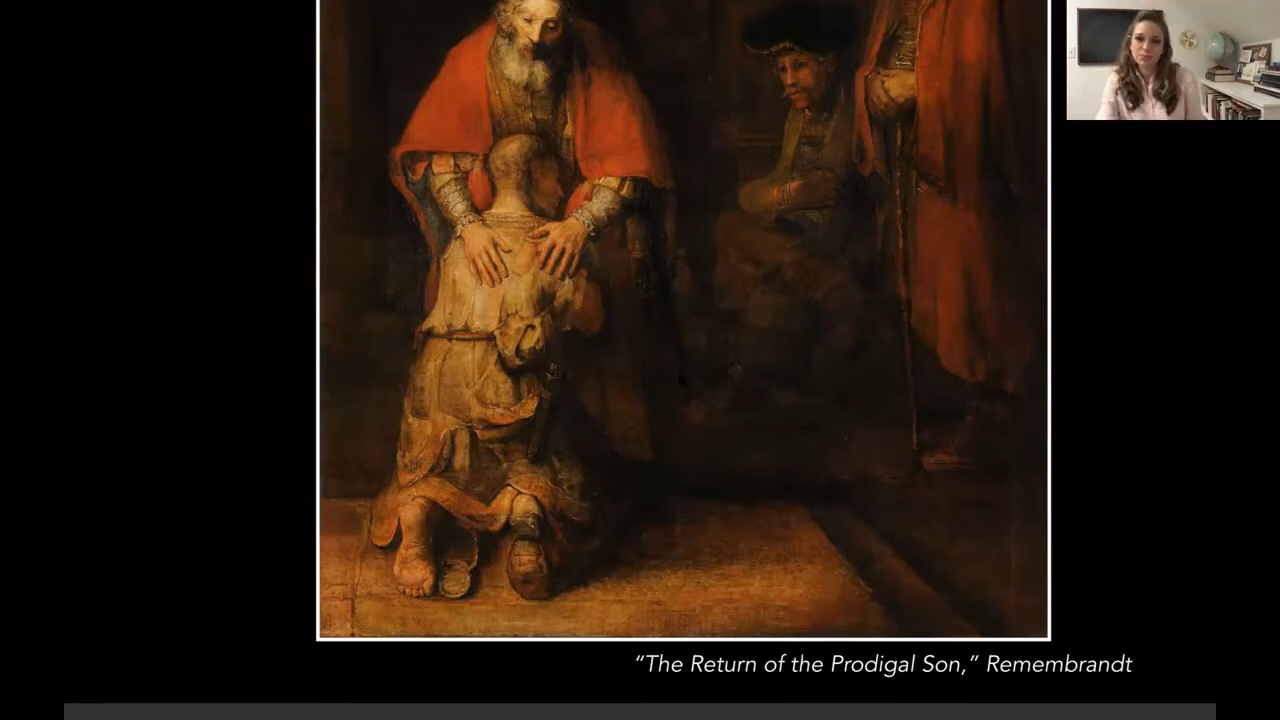 “The Return of the Prodigal Son,” Remembrandt